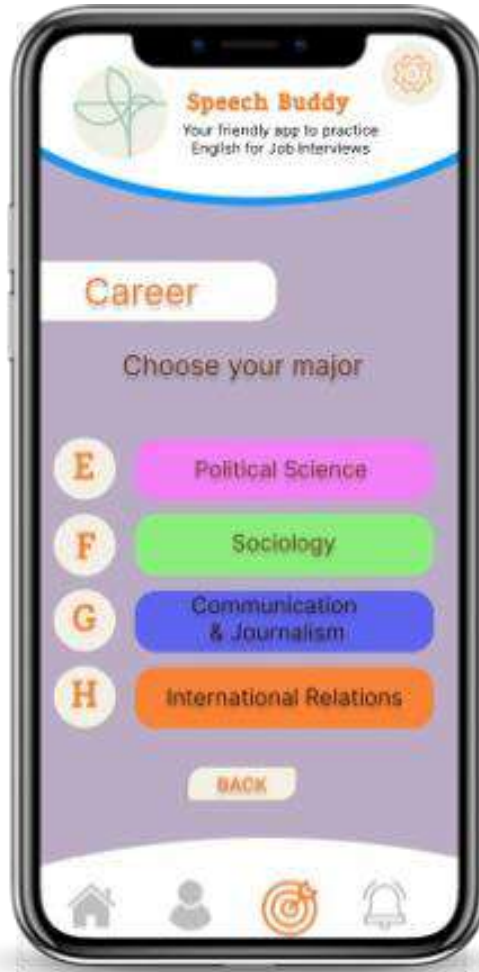 Speech Buddy
Your friendly app to practice
English for Job Interviews
Career
Choose your major
E
Political Science
F
Sociology
G
Communication
& Journalism
H
International Relations
BACK